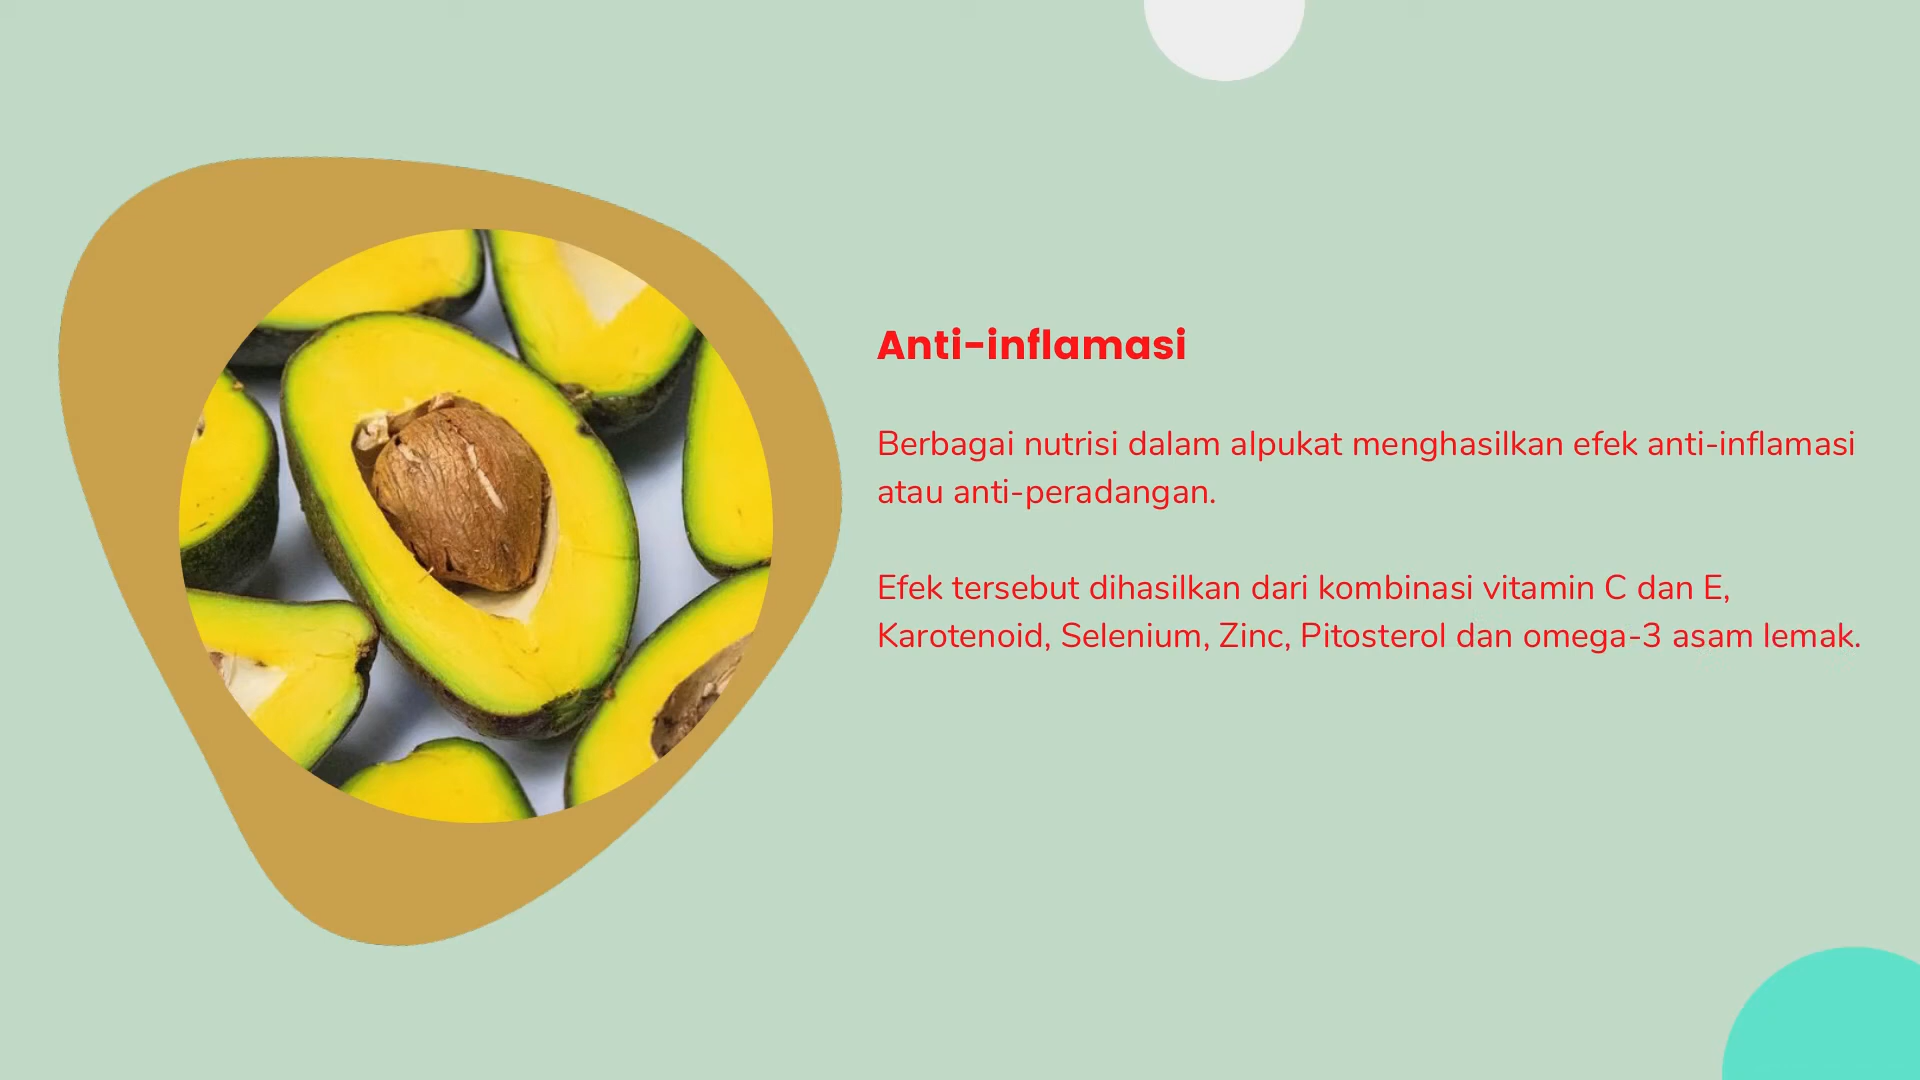 Anti-inflamasi
Berbagai nutrisi dalam alpukat menghasilkan efek anti-inflamasi
atau anti-peradangan.
Efek tersebut dihasilkan dari kombinasi vitamin C dan E,
Karotenoid, Selenium, Zinc, Pitosterol dan omega-3 asam lemak.